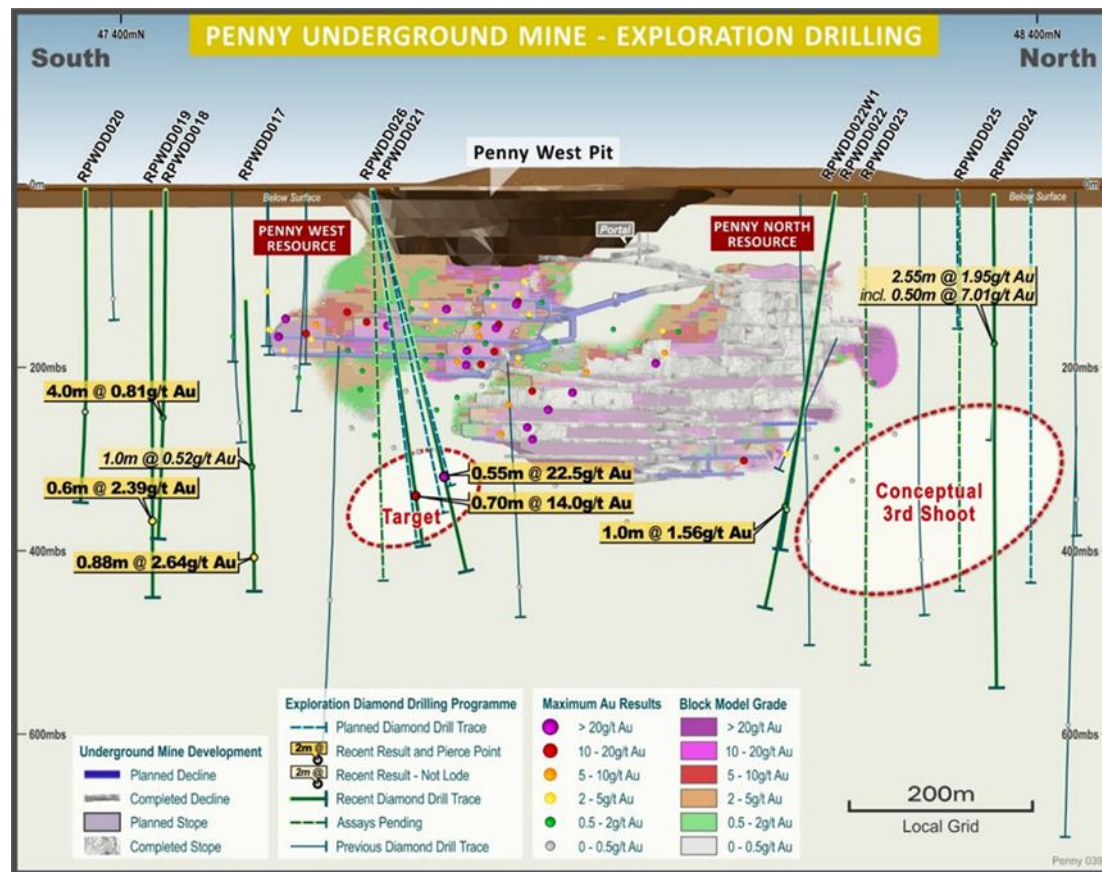 47 400mN
48 400mN
PENNY UNDERGROUND MINE - EXPLORATION DRILLING
South
North
RPWDD020
RPWDD019
RPWDD018
RPWDD017
RPWDD026
RPWDD021
RPWDD022W1
RPWDD022
RPWDD023
RPWDD025
RPWDD024
Penny West Pit
0m
0m
Below Surface
Below Surface
PENNY WEST
RESOURCE
Portal
PENNY NORTH
RESOURCE
2.55m @ 1.95g/t Au
incl. 0.50m @ 7.01g/t Au
200mbs
200mbs
4.0m @ 0.81g/t Au
1.0m @ 0.52g/t Au
0.6m @ 2.39g/t Au
0.88m @ 2.64g/t Au
0.55m @ 22.5g/t Au
0.70m @ 14.0g/t Au
Target
1.0m @ 1.56g/t Au
Conceptual
3rd Shoot
400mbs
400mbs
600mbs
600mbs
Underground Mine Development
Planned Decline
Completed Decline
Planned Stope
Completed Stope
Exploration Diamond Drilling Programme
Planned Diamond Drill Trace
2m @
Recent Result and Pierce Point
2m @
Recent Result - Not Lode
Recent Diamond Drill Trace
Assays Pending
Previous Diamond Drill Trace
Maximum Au Results
> 20g/t Au
10 - 20g/t Au
5 - 10g/t Au
2 - 5g/t Au
0.5 - 2g/t Au
0 - 0.5g/t Au
Block Model Grade
> 20g/t Au
10 - 20g/t Au
5 - 10g/t Au
2 - 5g/t Au
0.5 - 2g/t Au
0 - 0.5g/t Au
200m
Local Grid
Penny 039